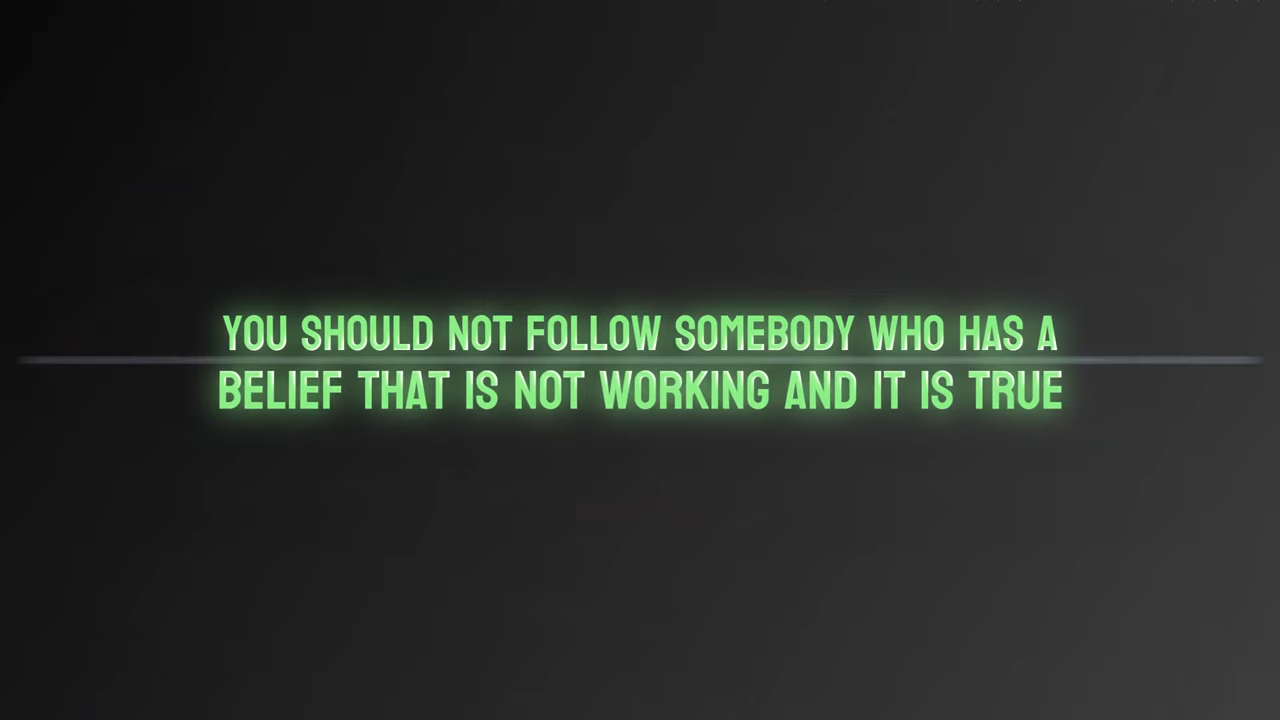 YOU SHOULD NOT FOLLOW SOMEBODY WHO HAS A
BELIEF THAT IS NOT WORKING AND IT IS TRUE